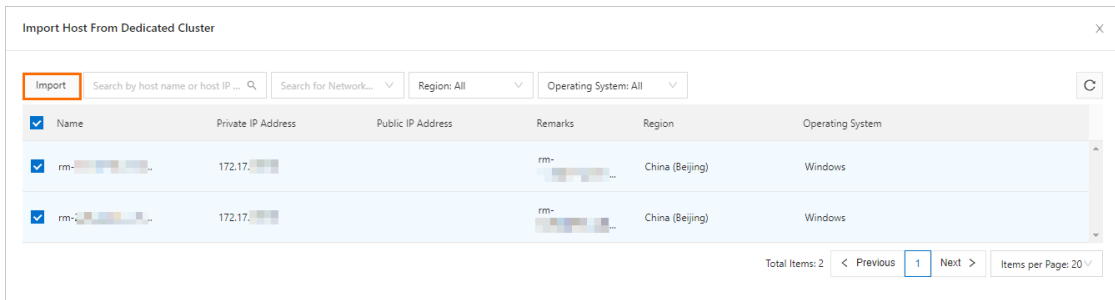 Import Host From Dedicated Cluster
Import Search by host name or host IP ... Search for Network... Region: All Operating System: All
Name Private IP Address Public IP Address Remarks Region Operating System
rm- .. 172.17. rm- ... China (Beijing) Windows
rm- .. 172.17. rm- ... China (Beijing) Windows
Total Items: 2 < Previous 1 Next > Items per Page: 20